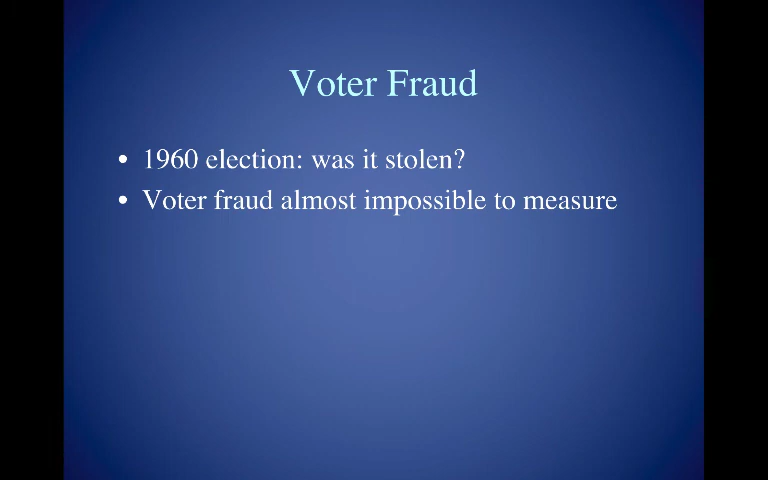 Voter Fraud
• 1960 election: was it stolen?
• Voter fraud almost impossible to measure